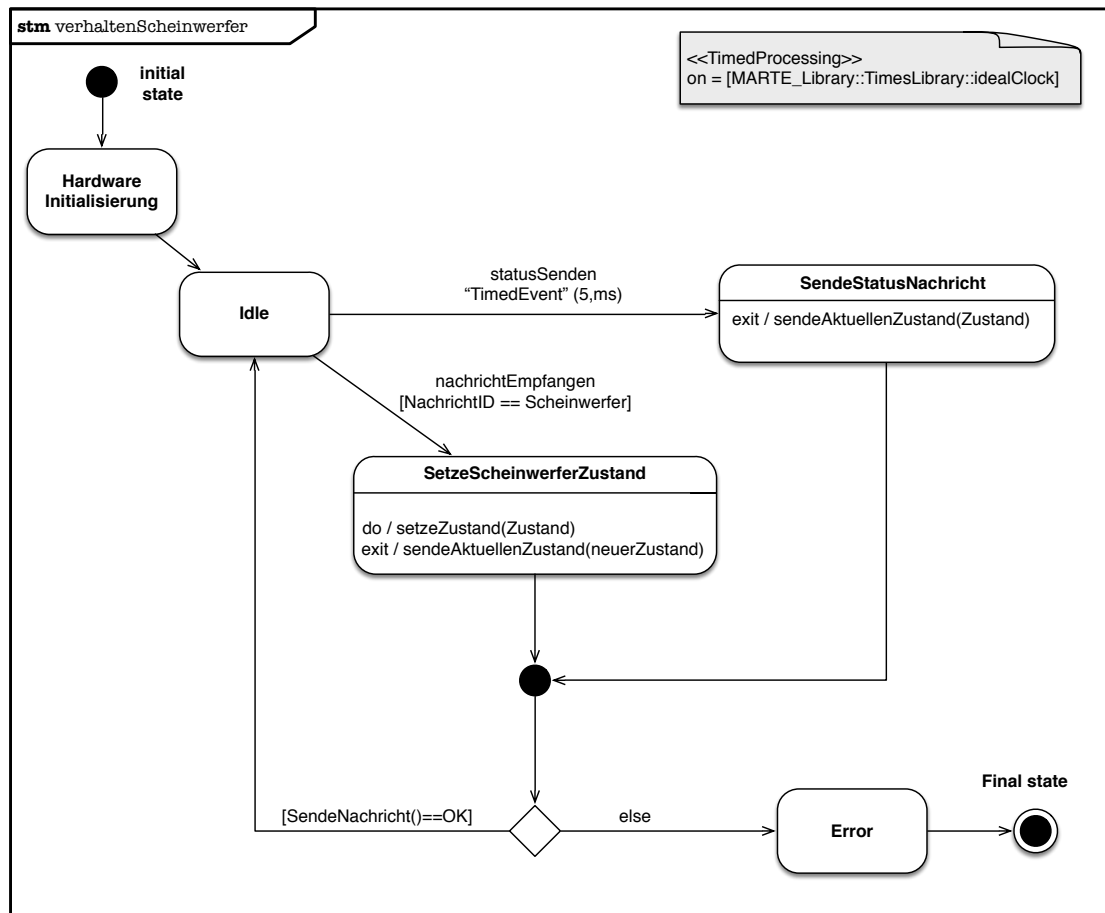 stm verhaltenScheinwerfer
<<TimedProcessing>>
on = [MARTE_Library::TimesLibrary::idealClock]
initial
state
Hardware
Initialisierung
Idle
statusSenden
“TimedEvent” (5,ms)
SendeStatusNachricht
exit / sendeAktuellenZustand(Zustand)
nachrichtEmpfangen
[NachrichtID == Scheinwerfer]
SetzeScheinwerferZustand
do / setzeZustand(Zustand)
exit / sendeAktuellenZustand(neuerZustand)
[SendeNachricht()==OK]
else
Error
Final state